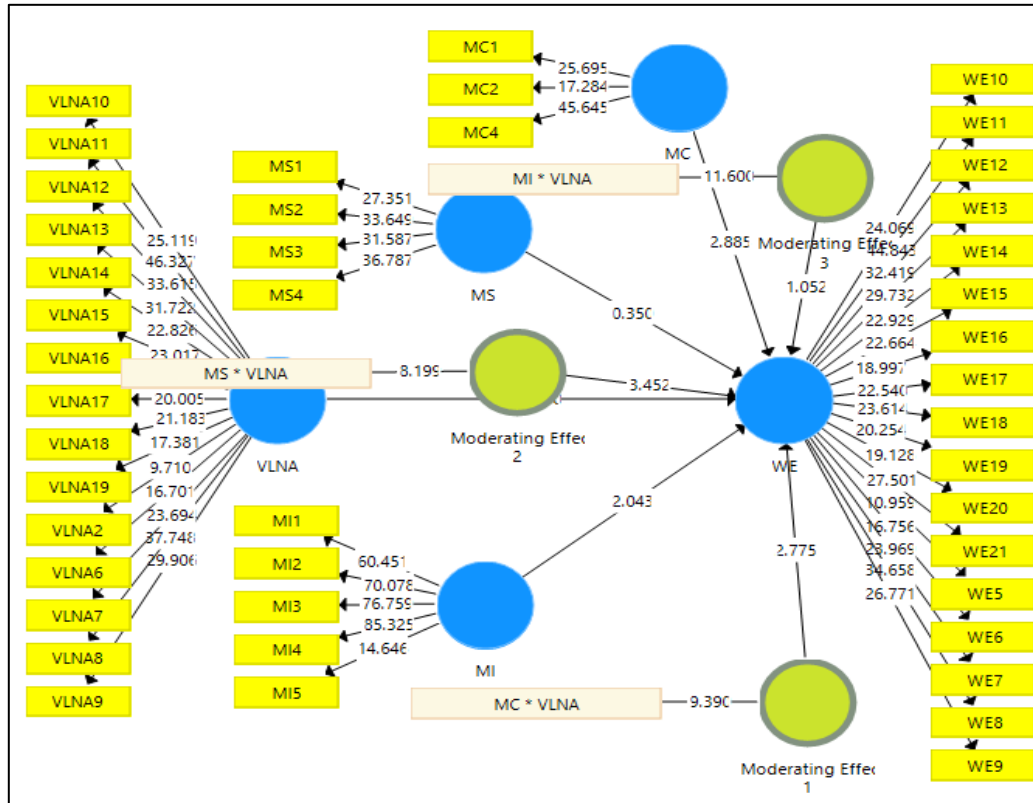 MC1
MC2
MC4
25.695
17.284
45.645
MC
VLNA10
VLNA11
VLNA12
VLNA13
VLNA14
VLNA15
VLNA16
VLNA17
VLNA18
VLNA19
VLNA2
VLNA6
VLNA7
VLNA8
VLNA9
25.119
46.327
33.615
31.722
22.826
23.017
20.005
21.183
17.381
9.710
16.701
23.694
37.748
29.906
VLNA
MS1
MS2
MS3
MS4
27.351
33.649
31.587
36.787
MS
MI * VLNA
11.600
Moderating Effec
3
2.885
1.052
0.350
MS * VLNA
8.199
Moderating Effec
2
3.452
MI1
MI2
MI3
MI4
MI5
60.451
70.078
76.759
85.325
14.646
MI
2.043
MC * VLNA
9.390
Moderating Effec
1
2.775
WE
24.069
44.843
32.419
29.732
22.929
22.664
18.997
22.540
23.614
20.254
19.128
27.501
10.959
16.756
23.969
34.658
26.771
WE10
WE11
WE12
WE13
WE14
WE15
WE16
WE17
WE18
WE19
WE20
WE21
WE5
WE6
WE7
WE8
WE9